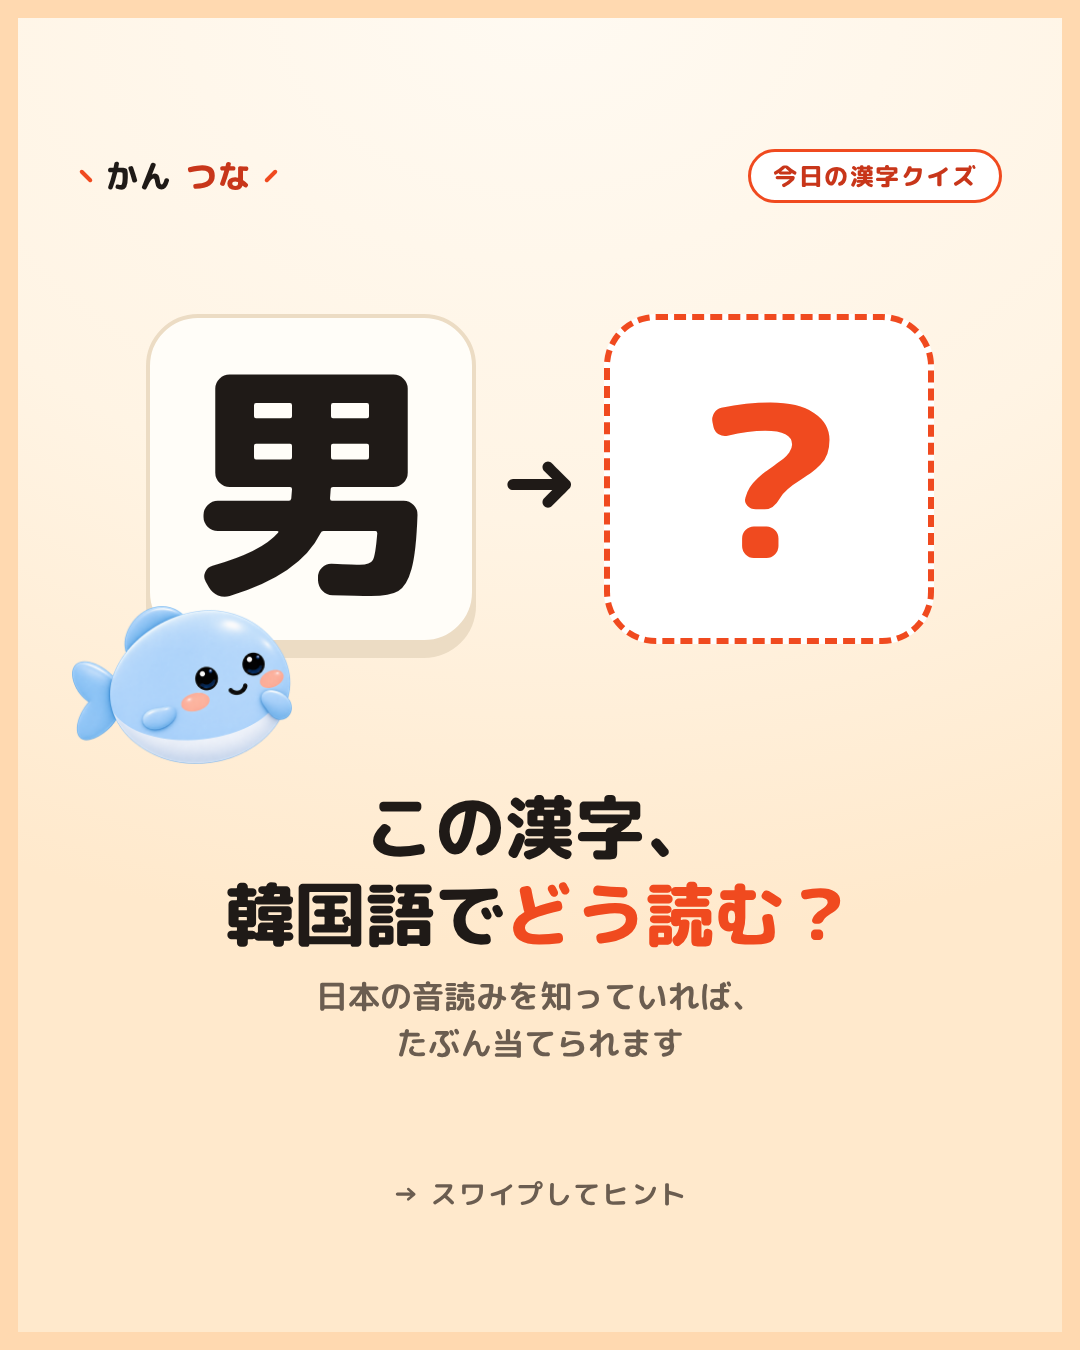 かん つな
今日の漢字クイズ
男 → ?
この漢字、
韓国語でどう読む？
日本の音読みを知っていれば、
たぶん当てられます
→ スワイプしてヒント